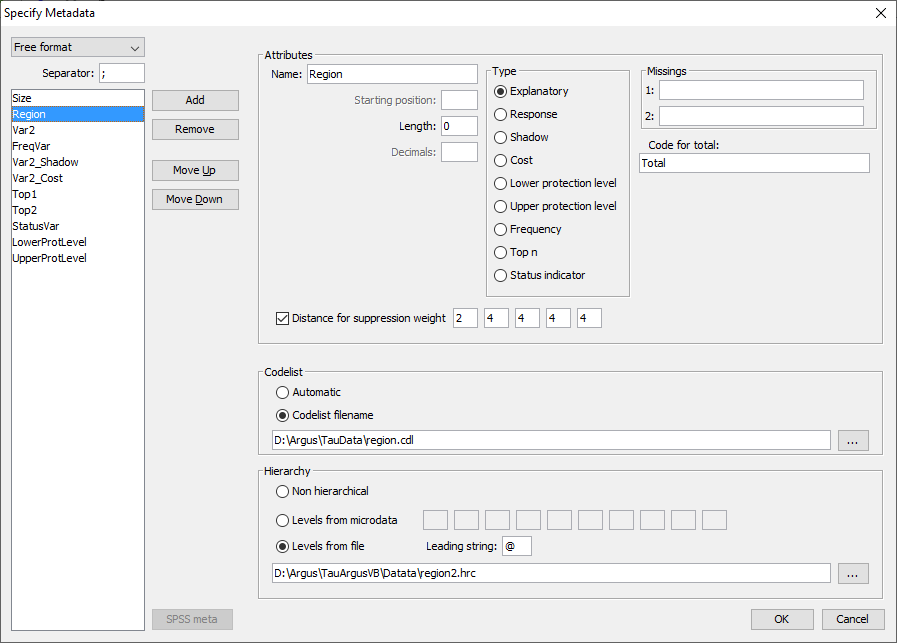 Specify Metadata
Free format
Separator: ;
Size
Region
Var2
FreqVar
Var2_Shadow
Var2_Cost
Top1
Top2
StatusVar
LowerProtLevel
UpperProtLevel
Add
Remove
Move Up
Move Down
SPSS meta
Attributes
Name: Region
Starting position:
Length: 0
Decimals:
Type
Explanatory
Response
Shadow
Cost
Lower protection level
Upper protection level
Frequency
Top n
Status indicator
Missings
1:
2:
Code for total:
Total
Distance for suppression weight 2 4 4 4 4
Codelist
Automatic
Codelist filename
D:\Argus\TauData\region.cdl ...
Hierarchy
Non hierarchical
Levels from microdata
Levels from file Leading string: @
D:\Argus\TauArgusVB\Datata\region2.hrc ...
OK Cancel